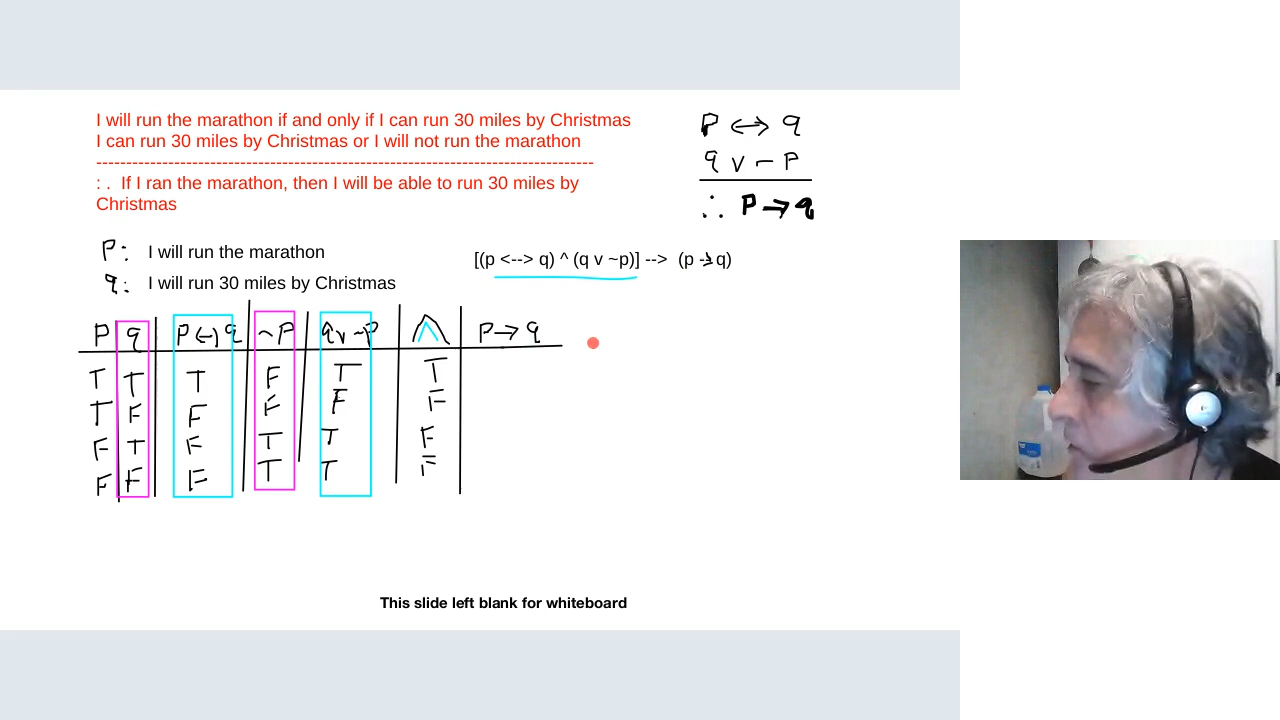 I will run the marathon if and only if I can run 30 miles by Christmas
I can run 30 miles by Christmas or I will not run the marathon
-----------------------------------------------------------------------------------
: . If I ran the marathon, then I will be able to run 30 miles by
Christmas
P ↔ q
q v ~ P
∴ P → q
P: I will run the marathon
q: I will run 30 miles by Christmas
[(p <--> q) ^ (q v ~p)] --> (p -> q)
P q P ↔ q ~P q v ~P ^ P → q
T T T F T T
T F F F F F
F T F T T F
F F F T T F
This slide left blank for whiteboard